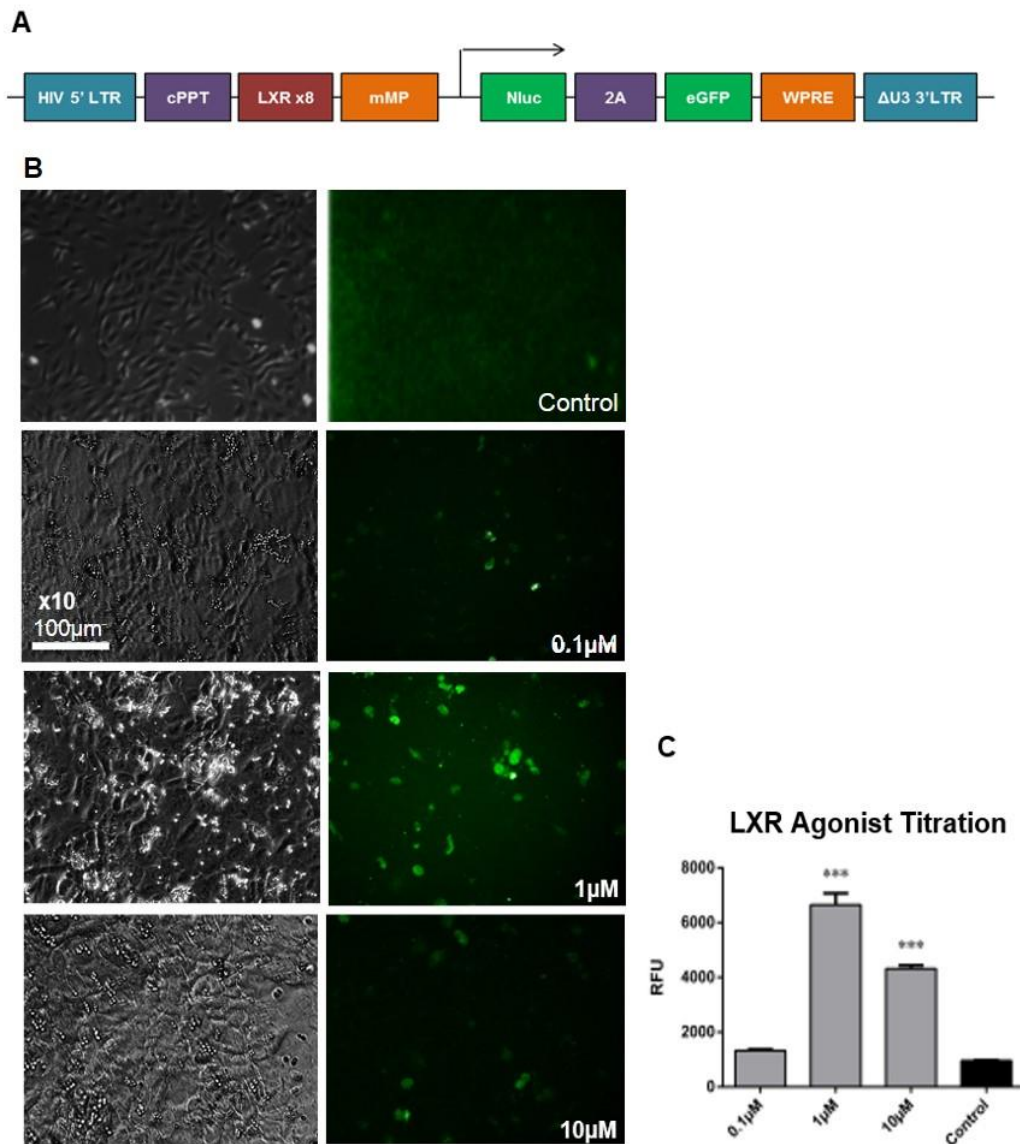 A
HIV 5' LTR cPPT LXR x8 mMP Nluc 2A eGFP WPRE ΔU3 3'LTR
B
Control
x10
100µm
0.1µM
1µM
10µM
C
LXR Agonist Titration
8000
6000
4000
2000
0
RFU
***
***
0.1µM 1µM 10µM Control